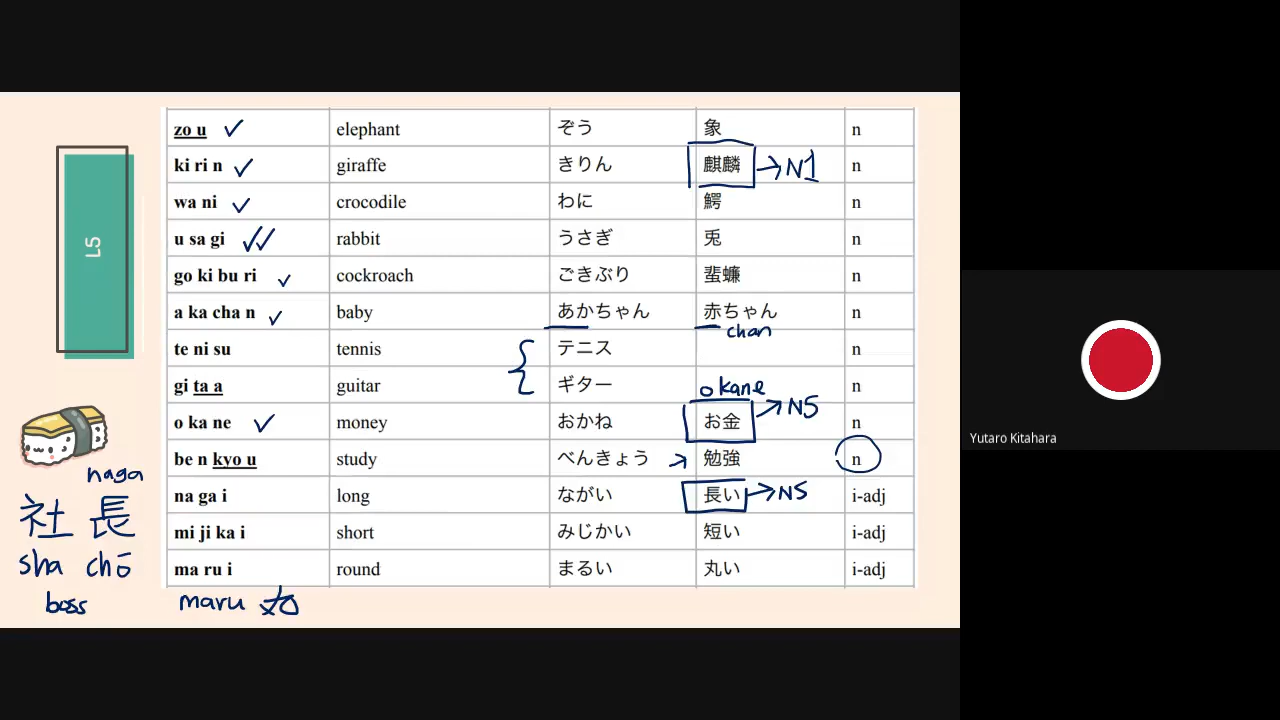 zo u ✓ elephant ぞう 象 n
ki ri n ✓ giraffe きりん 麒麟 → N1 n
wa ni ✓ crocodile わに 鰐 n
u sa gi ✓✓ rabbit うさぎ 兎 n
L5
go ki bu ri ✓ cockroach ごきぶり 蜚蠊 n
a ka cha n ✓ baby あかちゃん 赤ちゃん n
chan
te ni su tennis テニス n
gi ta a guitar ギター n
okane
o ka ne ✓ money おかね お金 → N5 n
be n kyo u study べんきょう → 勉強 n
na ga i long ながい 長い → N5 i-adj
mi ji ka i short みじかい 短い i-adj
ma ru i round まるい 丸い i-adj
naga
社長
sha chō
boss
maru
Yutaro Kitahara